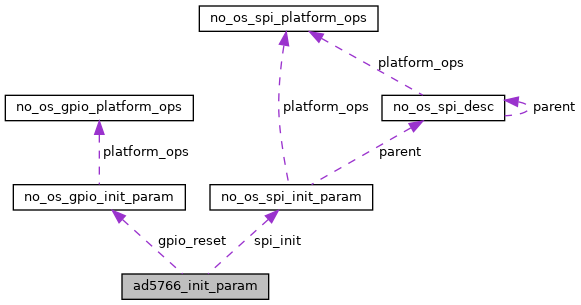 no_os_spi_platform_ops
platform_ops
no_os_gpio_platform_ops
platform_ops
no_os_spi_desc
parent
platform_ops
parent
no_os_gpio_init_param
no_os_spi_init_param
gpio_reset
spi_init
ad5766_init_param